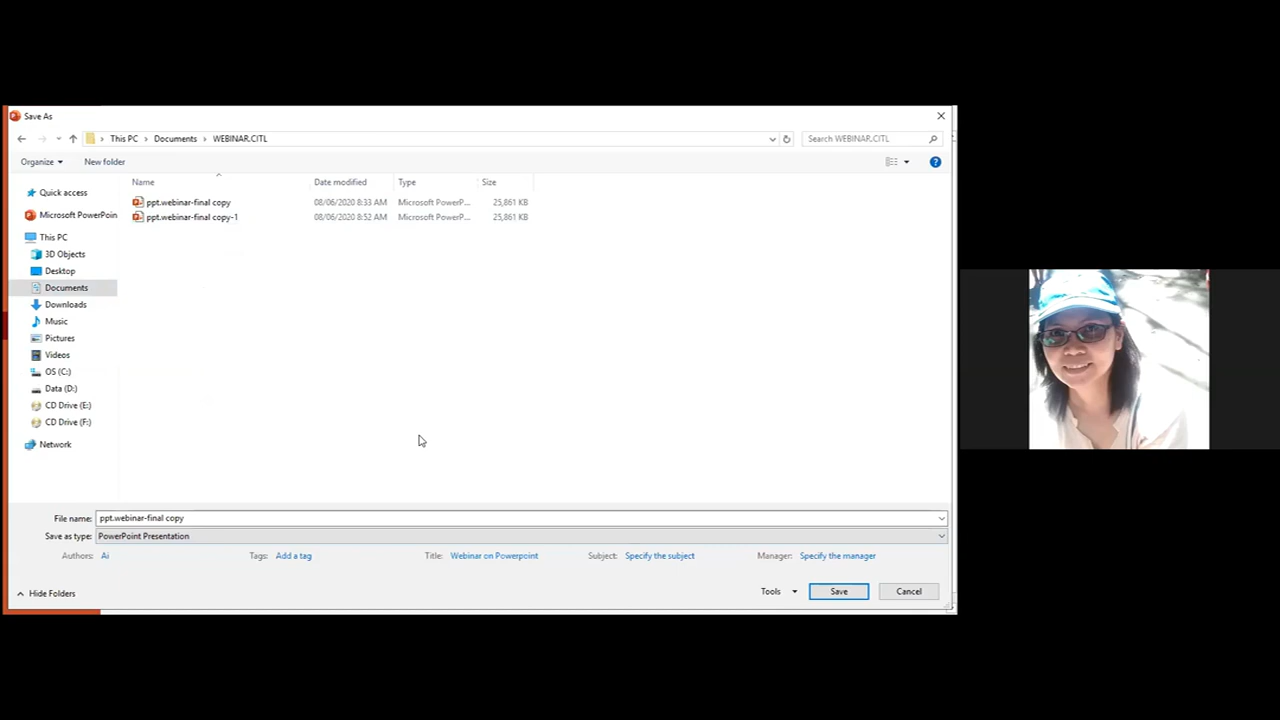 Save As
This PC > Documents > WEBINAR.CITL
Search WEBINAR.CITL
Organize
New folder
Name
Date modified
Type
Size
ppt.webinar-final copy 08/06/2020 8:33 AM Microsoft PowerP... 25,861 KB
ppt.webinar-final copy-1 08/06/2020 8:52 AM Microsoft PowerP... 25,861 KB
Quick access
Microsoft PowerPoin
This PC
3D Objects
Desktop
Documents
Downloads
Music
Pictures
Videos
OS (C:)
Data (D:)
CD Drive (E:)
CD Drive (F:)
Network
File name: ppt.webinar-final copy
Save as type: PowerPoint Presentation
Authors: Ai Tags: Add a tag Title: Webinar on Powerpoint Subject: Specify the subject Manager: Specify the manager
Hide Folders
Tools
Save
Cancel